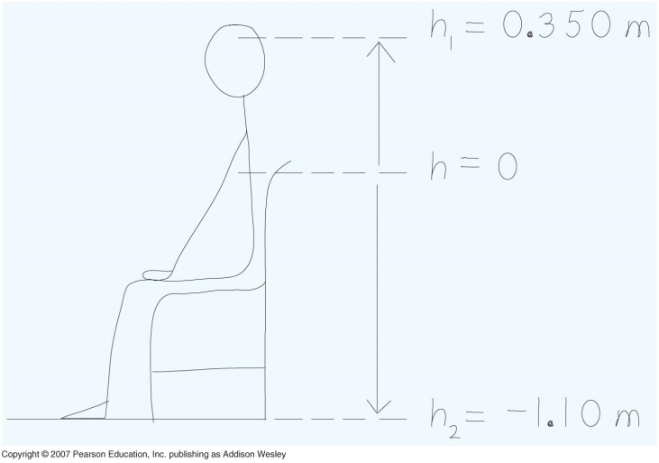 h₁ = 0.350 m
h = 0
h₂ = -1.10 m
Copyright © 2007 Pearson Education, Inc. publishing as Addison Wesley